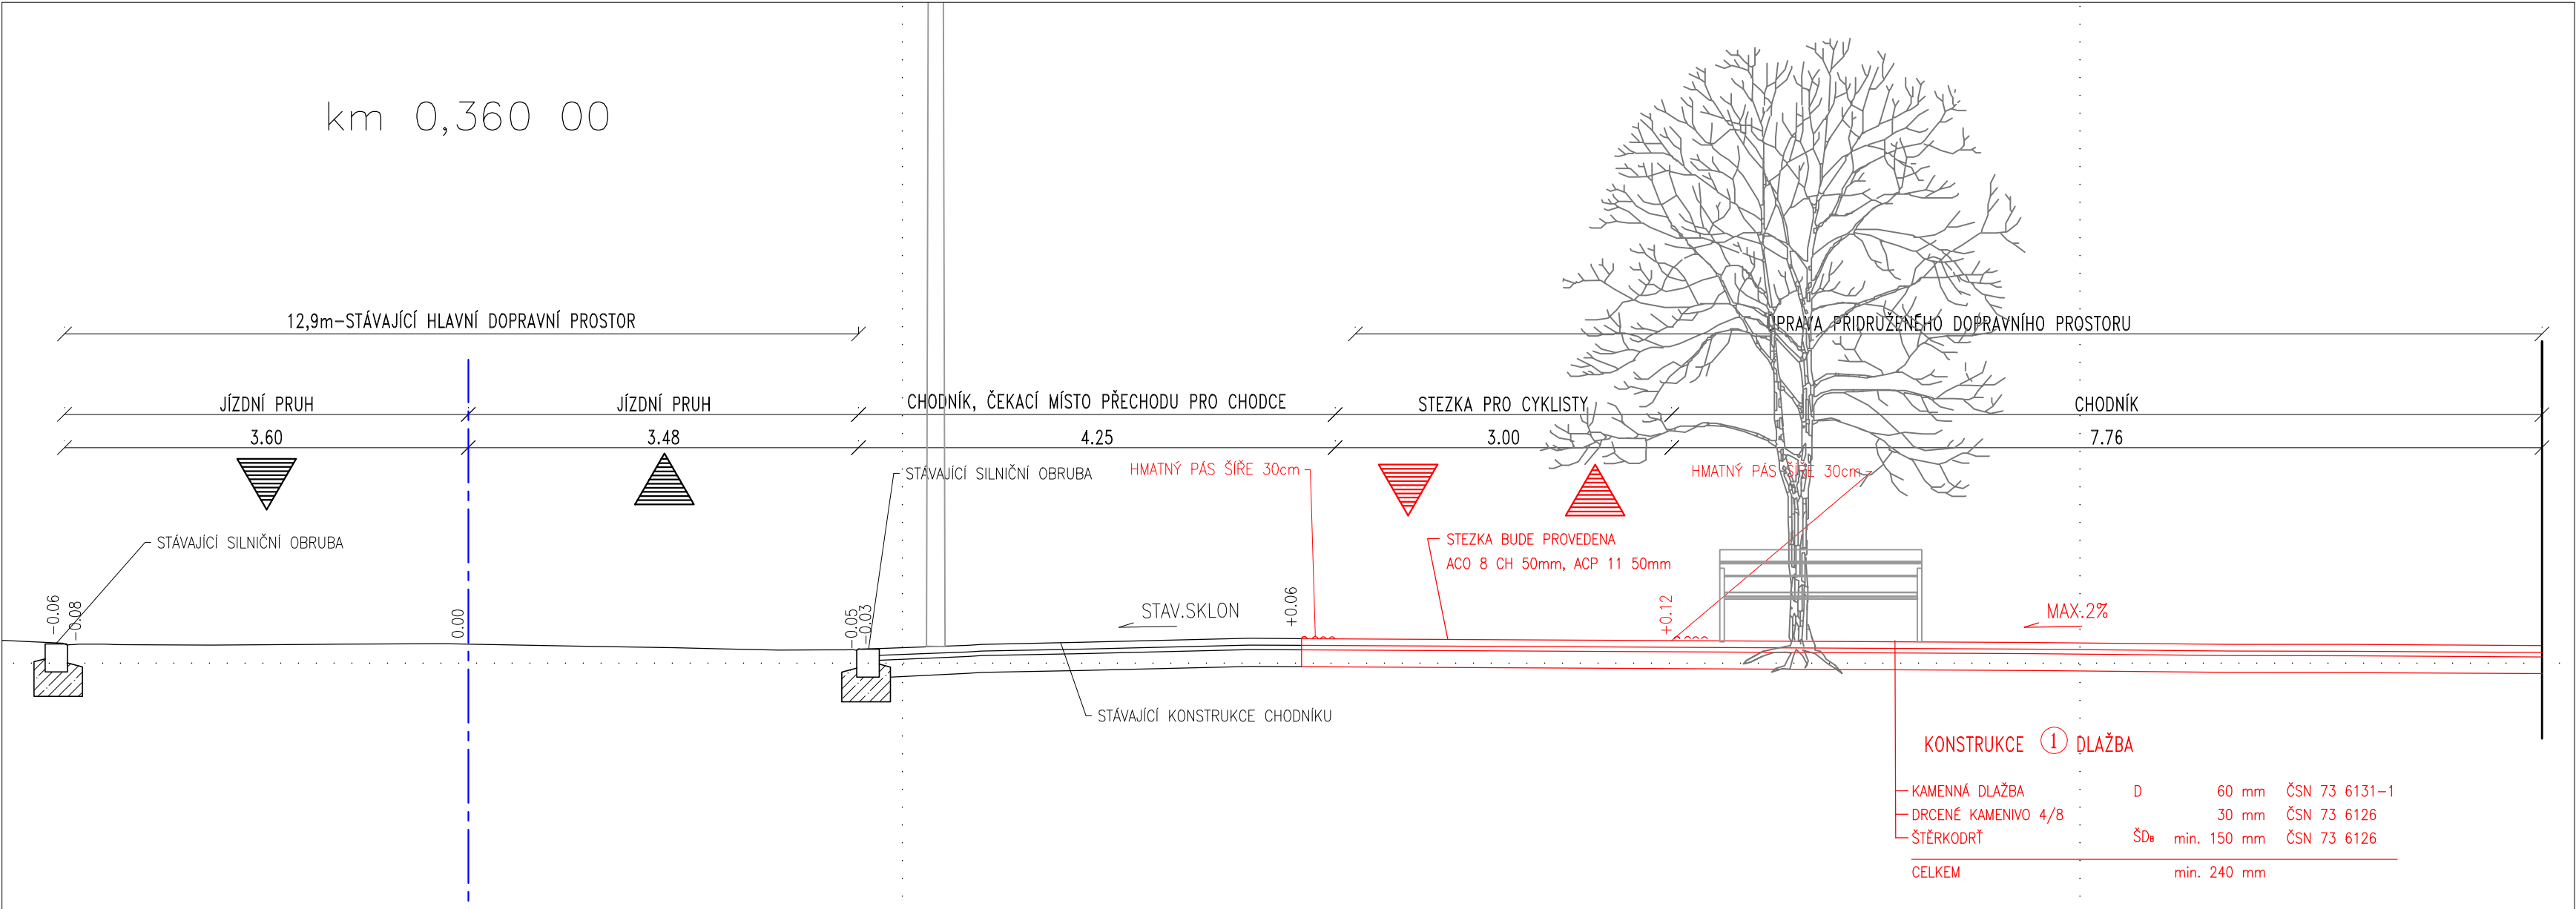 km 0,360 00
12,9m-STÁVAJÍCÍ HLAVNÍ DOPRAVNÍ PROSTOR
ÚPRAVA PRIDRUŽENÉHO DOPRAVNÍHO PROSTORU
JÍZDNÍ PRUH
JÍZDNÍ PRUH
CHODNÍK, ČEKACÍ MÍSTO PŘECHODU PRO CHODCE
STEZKA PRO CYKLISTY
CHODNÍK
3.60
3.48
4.25
3.00
7.76
STÁVAJÍCÍ SILNIČNÍ OBRUBA
HMATNÝ PÁS ŠÍŘE 30cm
HMATNÝ PÁS ŠÍŘE 30cm
STÁVAJÍCÍ SILNIČNÍ OBRUBA
STEZKA BUDE PROVEDENA
ACO 8 CH 50mm, ACP 11 50mm
-0.06
-0.08
0.00
-0.05
-0.03
STAV.SKLON
+0.06
+0.12
MAX.2%
STÁVAJÍCÍ KONSTRUKCE CHODNÍKU
KONSTRUKCE 1 DLAŽBA
KAMENNÁ DLAŽBA D 60 mm ČSN 73 6131-1
DRCENÉ KAMENIVO 4/8 30 mm ČSN 73 6126
ŠTĚRKODRŤ ŠDB min. 150 mm ČSN 73 6126
CELKEM min. 240 mm